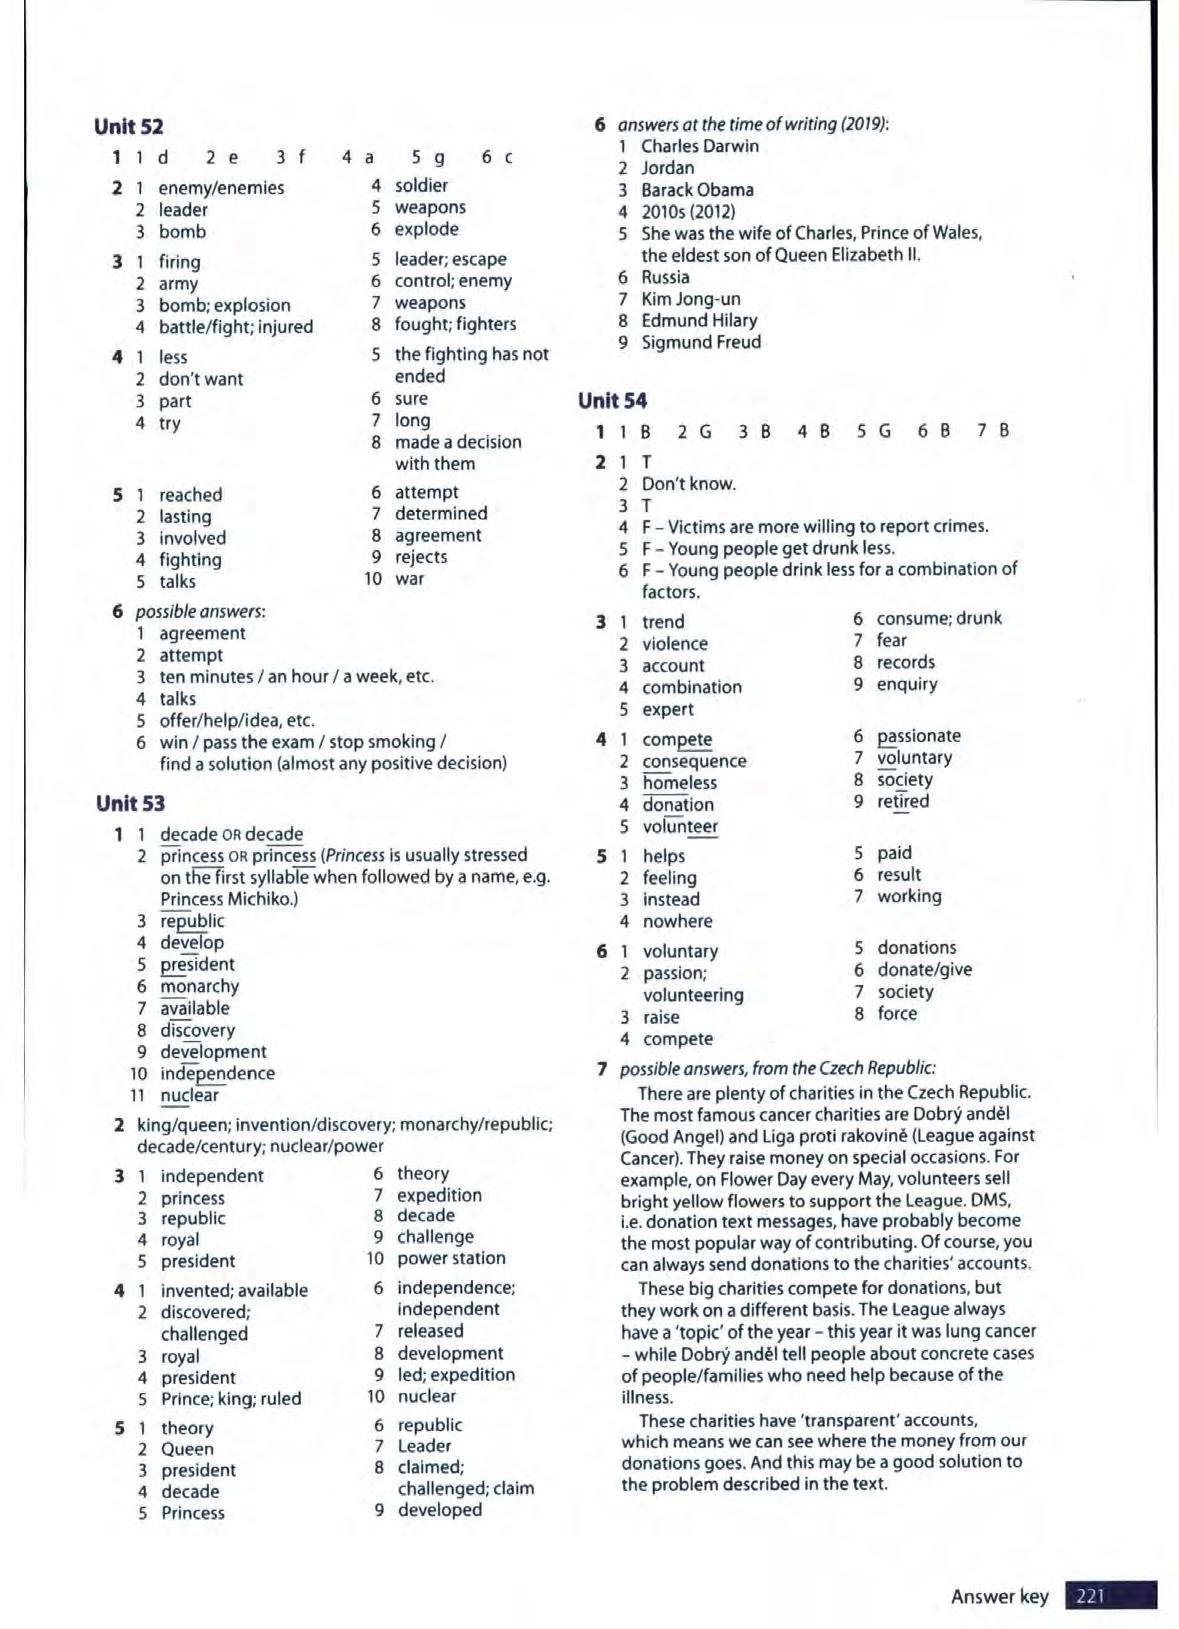 Unit 52
1 1 d 2 e 3 f 4 a 5 g 6 c
2 1 enemy/enemies
2 leader
3 bomb
4 soldier
5 weapons
6 explode
3 1 firing
2 army
3 bomb; explosion
4 battle/fight; injured
5 leader; escape
6 control; enemy
7 weapons
8 fought; fighters
4 1 less
2 don't want
3 part
4 try
5 the fighting has not
ended
6 sure
7 long
8 made a decision
with them
5 1 reached
2 lasting
3 involved
4 fighting
5 talks
6 attempt
7 determined
8 agreement
9 rejects
10 war
6 possible answers:
1 agreement
2 attempt
3 ten minutes / an hour / a week, etc.
4 talks
5 offer/help/idea, etc.
6 win / pass the exam / stop smoking /
find a solution (almost any positive decision)
Unit 53
1 1 decade OR decade
2 princess OR princess (Princess is usually stressed
on the first syllable when followed by a name, e.g.
Princess Michiko.)
3 republic
4 develop
5 president
6 monarchy
7 available
8 discovery
9 development
10 independence
11 nuclear
2 king/queen; invention/discovery; monarchy/republic;
decade/century; nuclear/power
3 1 independent
2 princess
3 republic
4 royal
5 president
6 theory
7 expedition
8 decade
9 challenge
10 power station
4 1 invented; available
2 discovered;
challenged
3 royal
4 president
5 Prince; king; ruled
6 independence;
independent
7 released
8 development
9 led; expedition
10 nuclear
5 1 theory
2 Queen
3 president
4 decade
5 Princess
6 republic
7 Leader
8 claimed;
challenged; claim
9 developed
6 answers at the time of writing (2019):
1 Charles Darwin
2 Jordan
3 Barack Obama
4 2010s (2012)
5 She was the wife of Charles, Prince of Wales,
the eldest son of Queen Elizabeth II.
6 Russia
7 Kim Jong-un
8 Edmund Hilary
9 Sigmund Freud
Unit 54
1 1 B 2 G 3 B 4 B 5 G 6 B 7 B
2 1 T
2 Don't know.
3 T
4 F – Victims are more willing to report crimes.
5 F – Young people get drunk less.
6 F – Young people drink less for a combination of
factors.
3 1 trend
2 violence
3 account
4 combination
5 expert
6 consume; drunk
7 fear
8 records
9 enquiry
4 1 compete
2 consequence
3 homeless
4 donation
5 volunteer
6 passionate
7 voluntary
8 society
9 retired
5 1 helps
2 feeling
3 instead
4 nowhere
5 paid
6 result
7 working
6 1 voluntary
2 passion;
volunteering
3 raise
4 compete
5 donations
6 donate/give
7 society
8 force
7 possible answers, from the Czech Republic:
There are plenty of charities in the Czech Republic.
The most famous cancer charities are Dobrý anděl
(Good Angel) and Liga proti rakovině (League against
Cancer). They raise money on special occasions. For
example, on Flower Day every May, volunteers sell
bright yellow flowers to support the League. DMS,
i.e. donation text messages, have probably become
the most popular way of contributing. Of course, you
can always send donations to the charities' accounts.
These big charities compete for donations, but
they work on a different basis. The League always
have a 'topic' of the year – this year it was lung cancer
– while Dobrý anděl tell people about concrete cases
of people/families who need help because of the
illness.
These charities have 'transparent' accounts,
which means we can see where the money from our
donations goes. And this may be a good solution to
the problem described in the text.
Answer key 221